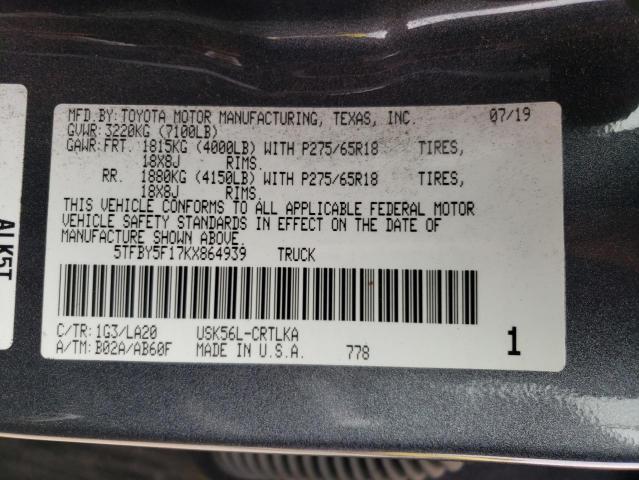 MFD.BY:TOYOTA MOTOR MANUFACTURING, TEXAS, INC. 07/19
GVWR:3220KG (7100LB)
GAWR:FRT. 1815KG (4000LB) WITH P275/65R18 TIRES,
18X8J RIMS.
RR. 1880KG (4150LB) WITH P275/65R18 TIRES,
18X8J RIMS.
THIS VEHICLE CONFORMS TO ALL APPLICABLE FEDERAL MOTOR
VEHICLE SAFETY STANDARDS IN EFFECT ON THE DATE OF
MANUFACTURE SHOWN ABOVE.
5TFBY5F17KX864939 TRUCK
C/TR:1G3/LA20 USK56L-CRTLKA
A/TM:B02A/AB60F MADE IN U.S.A. 778 1
ALK5T